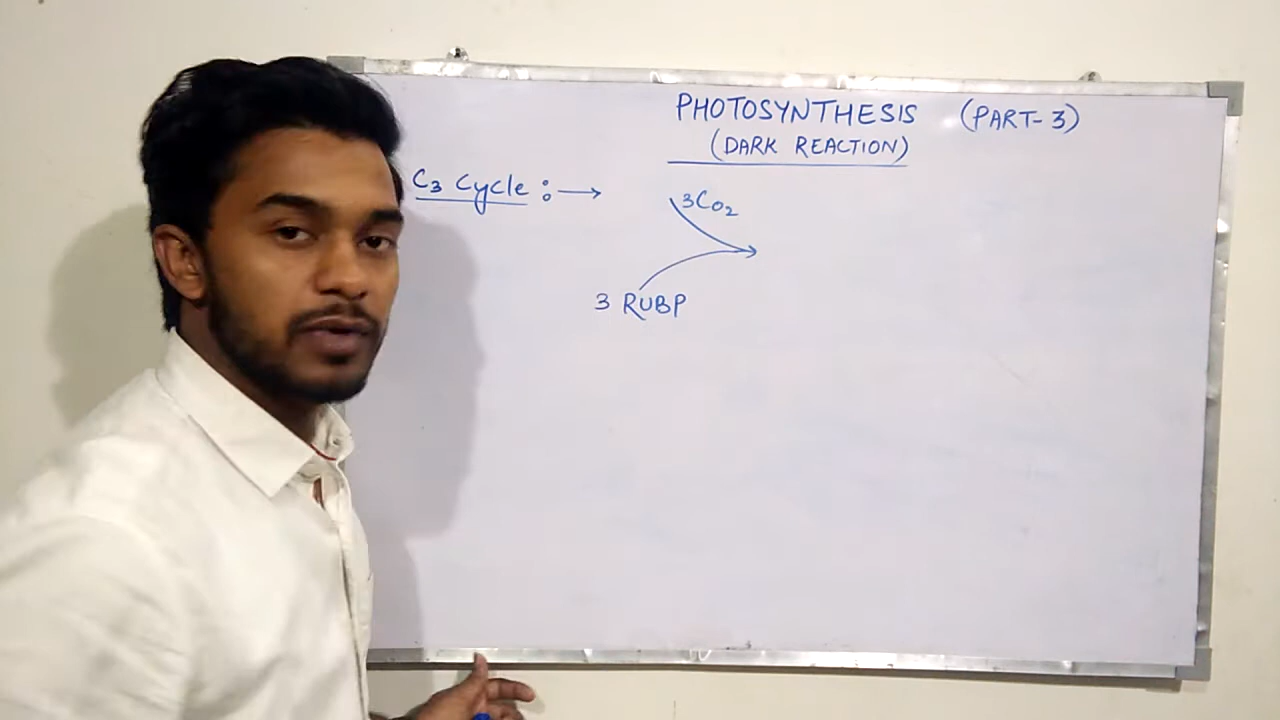 PHOTOSYNTHESIS (PART-3)
(DARK REACTION)
C₃ Cycle :→
3CO₂
3 RUBP